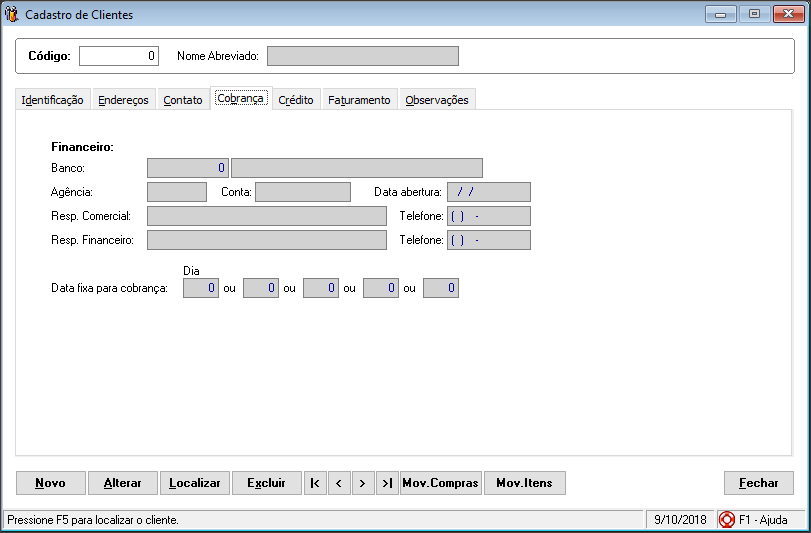 Cadastro de Clientes
Código: 0 Nome Abreviado:
Identificação Endereços Contato Cobrança Crédito Faturamento Observações
Financeiro:
Banco: 0
Agência: Conta: Data abertura: / /
Resp. Comercial: Telefone: ( ) -
Resp. Financeiro: Telefone: ( ) -
Dia
Data fixa para cobrança: 0 ou 0 ou 0 ou 0 ou 0
Novo Alterar Localizar Excluir |< < > >| Mov.Compras Mov.Itens Fechar
Pressione F5 para localizar o cliente. 9/10/2018 F1 - Ajuda